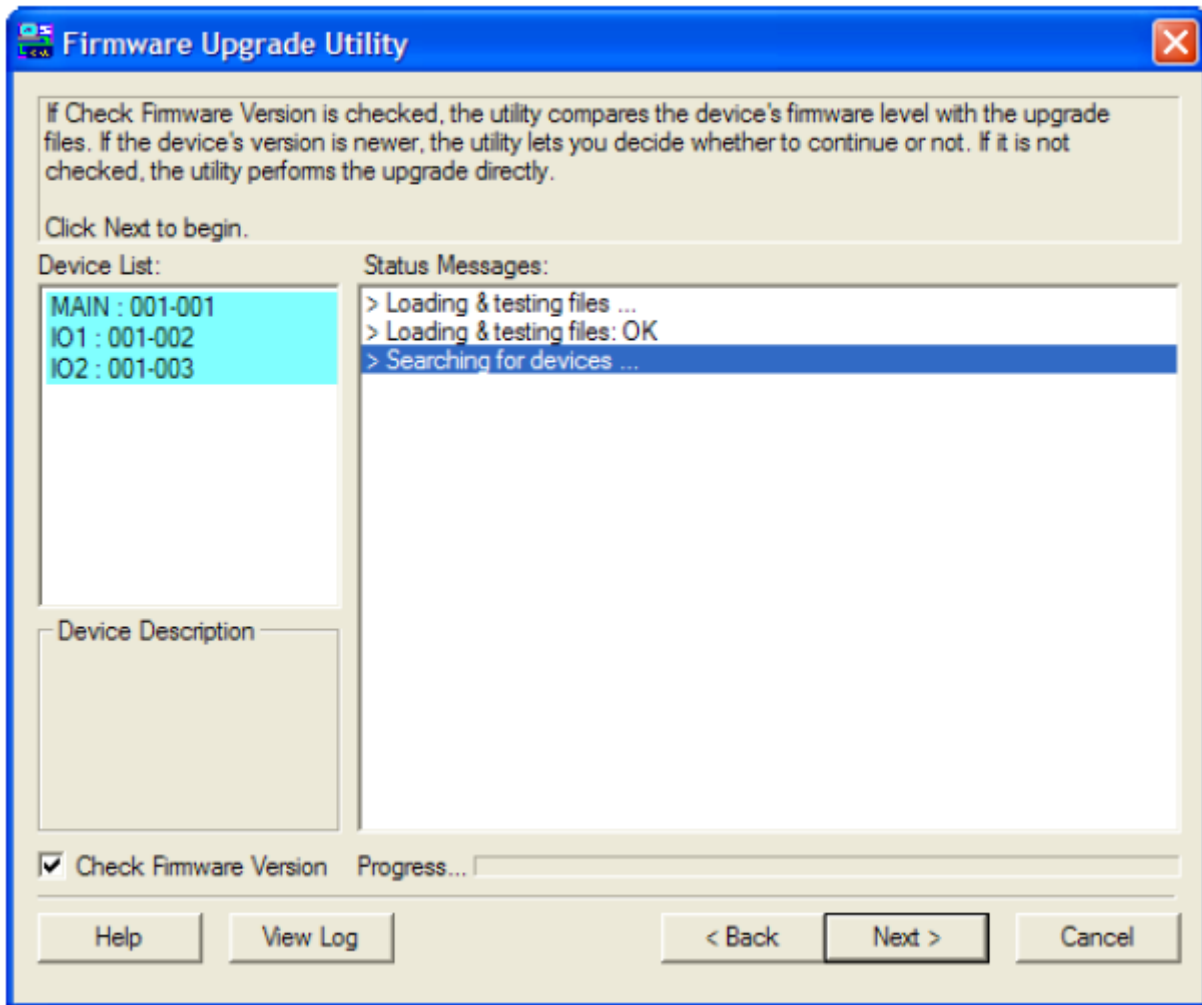 Firmware Upgrade Utility
If Check Firmware Version is checked, the utility compares the device's firmware level with the upgrade
files. If the device's version is newer, the utility lets you decide whether to continue or not. If it is not
checked, the utility performs the upgrade directly.
Click Next to begin.
Device List:
MAIN : 001-001
IO1 : 001-002
IO2 : 001-003
Status Messages:
> Loading & testing files ...
> Loading & testing files: OK
> Searching for devices ...
Device Description
Check Firmware Version
Progress...
Help
View Log
< Back
Next >
Cancel